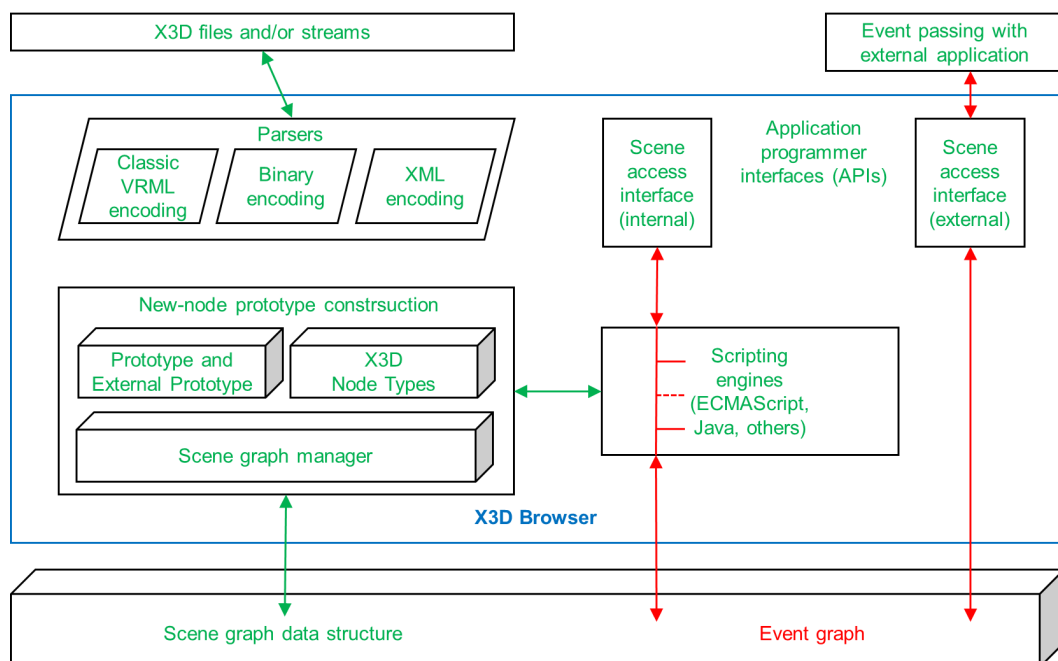 X3D files and/or streams
Event passing with
external application
Parsers
Classic
VRML
encoding
Binary
encoding
XML
encoding
Scene
access
interface
(internal)
Application
programmer
interfaces (APIs)
Scene
access
interface
(external)
New-node prototype constrsuction
Prototype and
External Prototype
X3D
Node Types
Scene graph manager
Scripting
engines
(ECMAScript,
Java, others)
X3D Browser
Scene graph data structure
Event graph